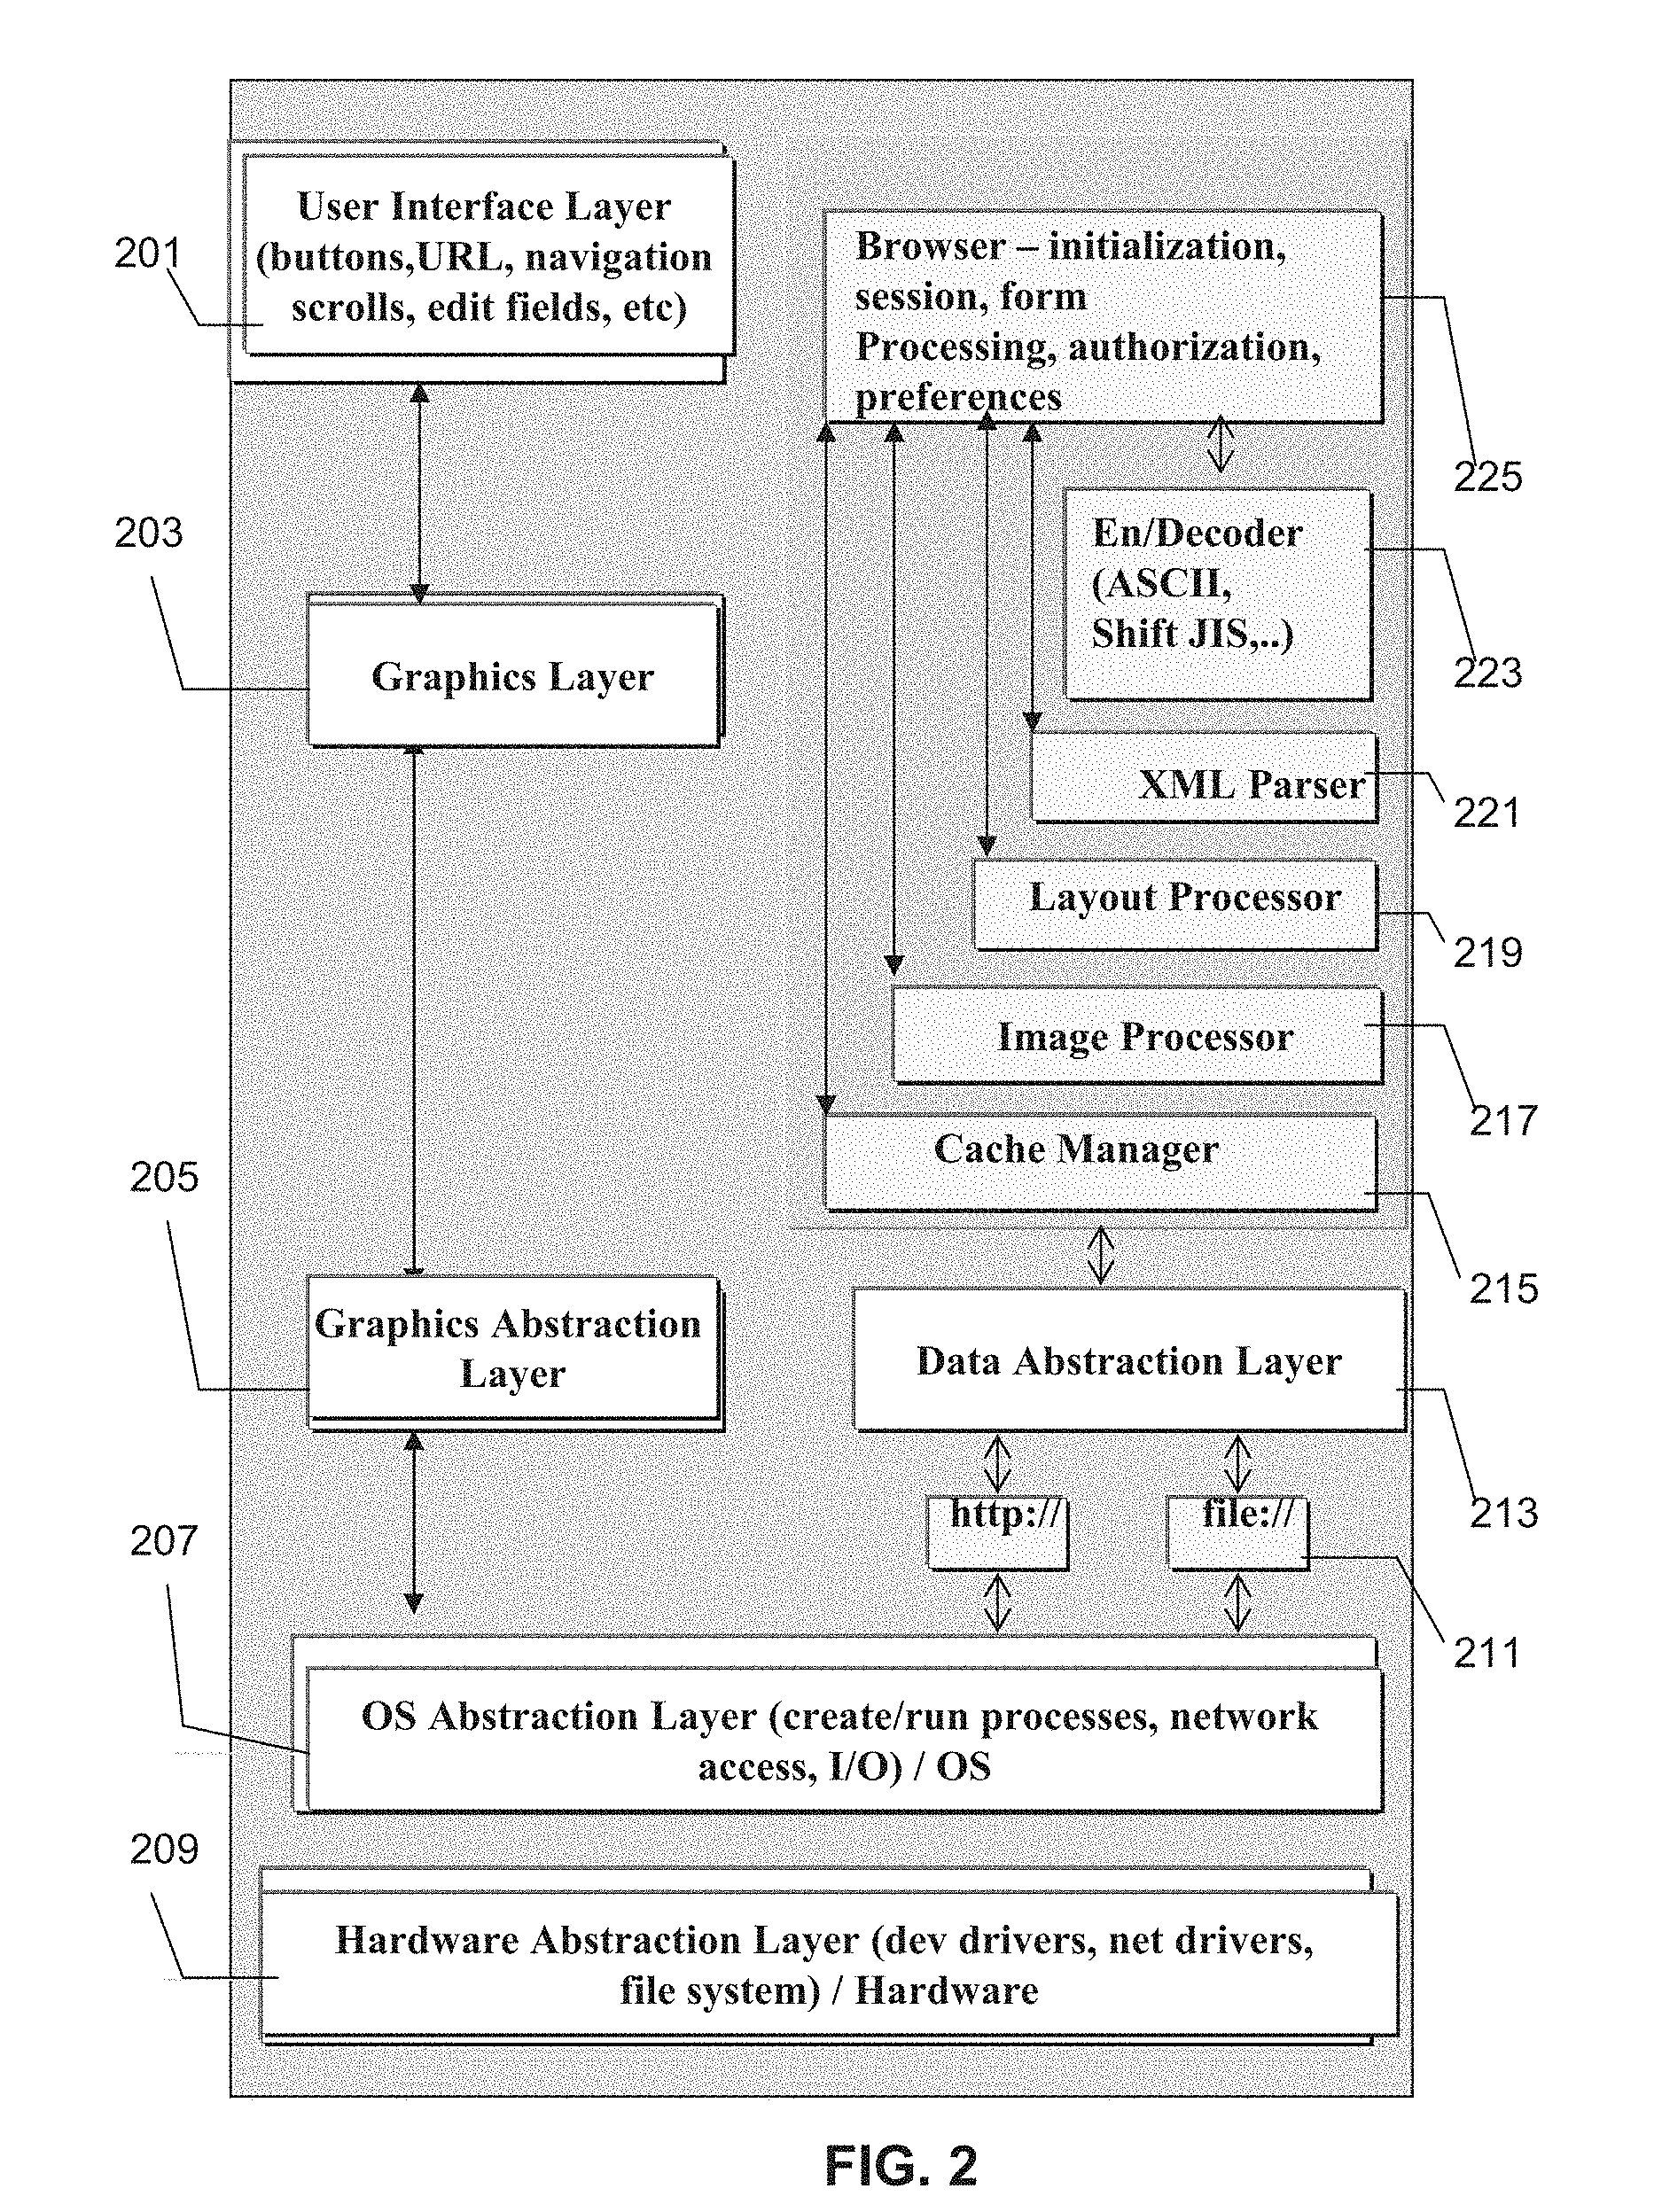 User Interface Layer
(buttons,URL, navigation
scrolls, edit fields, etc)
201
Browser – initialization,
session, form
Processing, authorization,
preferences
225
203
En/Decoder
(ASCII,
Shift JIS,..)
223
Graphics Layer
XML Parser
221
Layout Processor
219
Image Processor
217
Cache Manager
215
205
Graphics Abstraction
Layer
Data Abstraction Layer
213
http://
file://
211
207
OS Abstraction Layer (create/run processes, network
access, I/O) / OS
209
Hardware Abstraction Layer (dev drivers, net drivers,
file system) / Hardware
FIG. 2